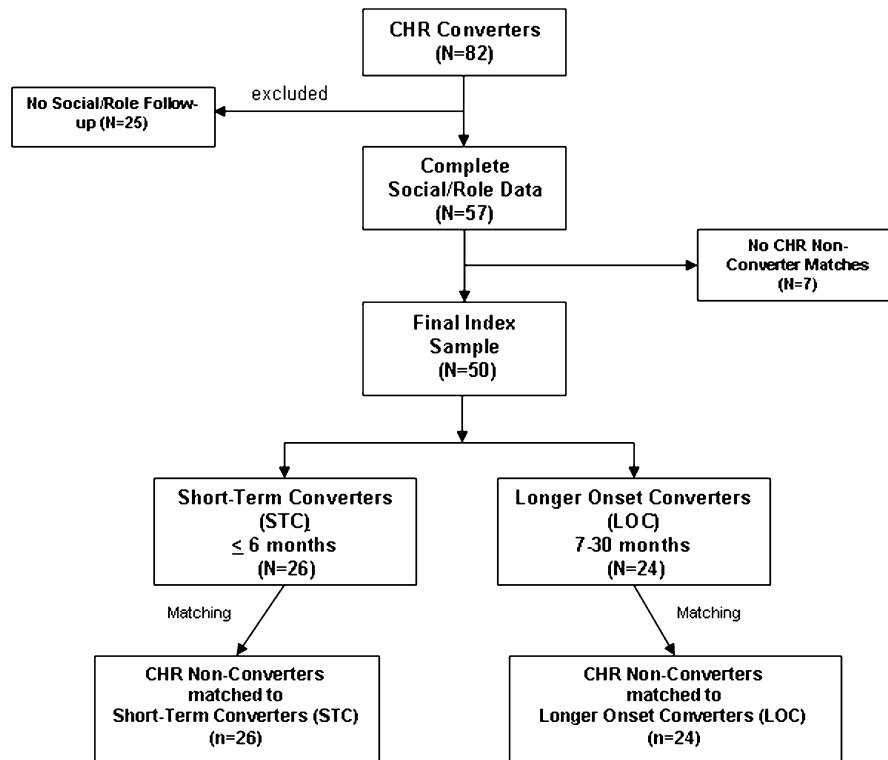 CHR Converters
(N=82)
excluded
No Social/Role Follow-
up (N=25)
Complete
Social/Role Data
(N=57)
No CHR Non-
Converter Matches
(N=7)
Final Index
Sample
(N=50)
Short-Term Converters
(STC)
≤ 6 months
(N=26)
Longer Onset Converters
(LOC)
7-30 months
(N=24)
Matching
Matching
CHR Non-Converters
matched to
Short-Term Converters (STC)
(n=26)
CHR Non-Converters
matched to
Longer Onset Converters (LOC)
(n=24)